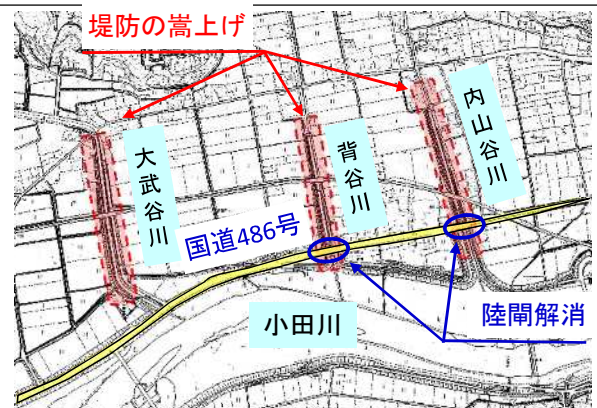 堤防の嵩上げ
大武谷川
背谷川
内山谷川
国道486号
小田川
陸閘解消